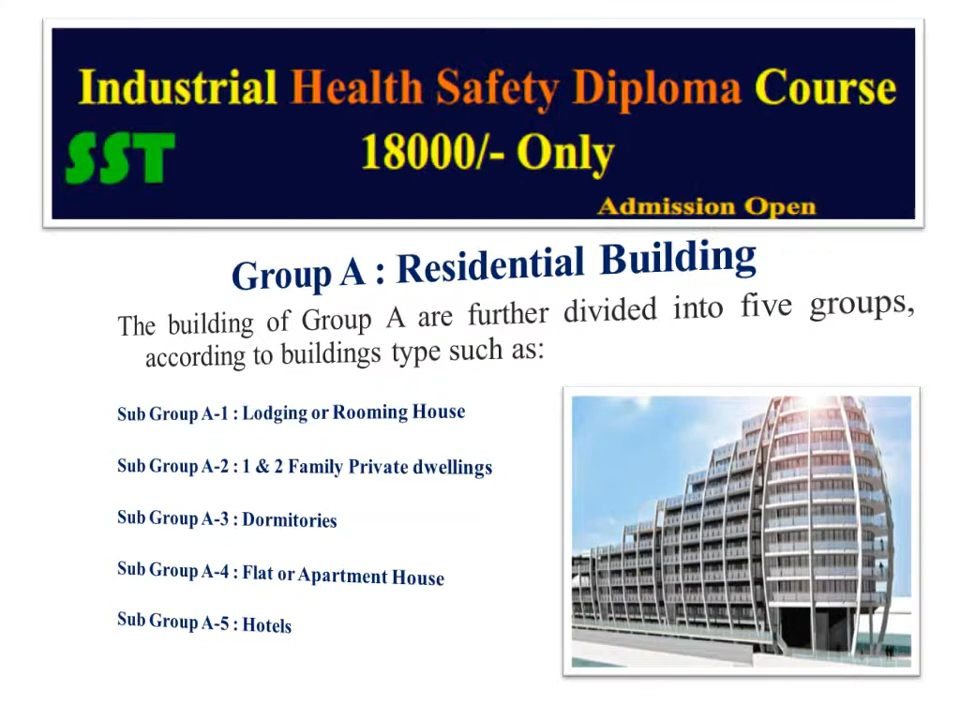 Industrial Health Safety Diploma Course
SST 18000/- Only
Admission Open
Group A : Residential Building
The building of Group A are further divided into five groups,
according to buildings type such as:
Sub Group A-1 : Lodging or Rooming House
Sub Group A-2 : 1 & 2 Family Private dwellings
Sub Group A-3 : Dormitories
Sub Group A-4 : Flat or Apartment House
Sub Group A-5 : Hotels